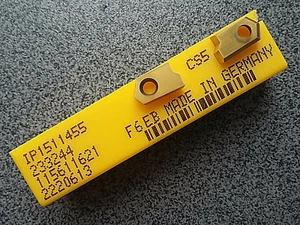 IP1511455
233244
115611621
2220613
CS5
F6EB MADE IN GERMANY